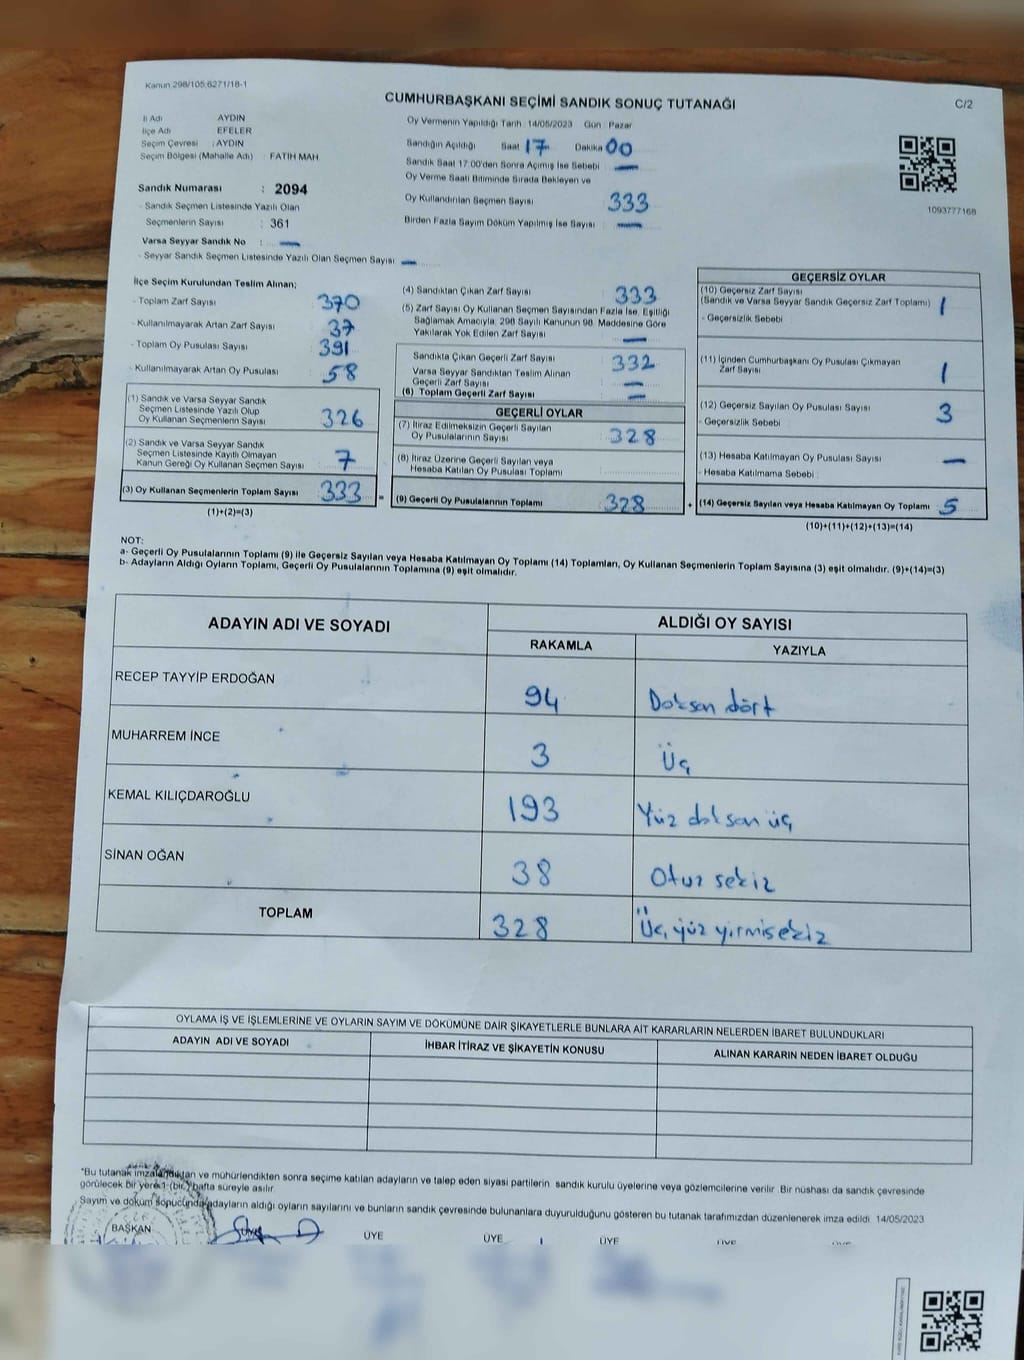 Kanun:298/105,6271/18-1
CUMHURBAŞKANI SEÇİMİ SANDIK SONUÇ TUTANAĞI
C/2
İl Adı AYDIN
İlçe Adı EFELER
Seçim Çevresi : AYDIN
Seçim Bölgesi (Mahalle Adı) : FATİH MAH.
Sandık Numarası : 2094
- Sandık Seçmen Listesinde Yazılı Olan
Seçmenlerin Sayısı : 361
Varsa Seyyar Sandık No : —
- Seyyar Sandık Seçmen Listesinde Yazılı Olan Seçmen Sayısı : —
Oy Vermenin Yapıldığı Tarih : 14/05/2023 Gün : Pazar
Sandığın Açıldığı Saat 17 Dakika 00
Sandık Saat 17:00'den Sonra Açılmış İse Sebebi : —
Oy Verme Saati Bitiminde Sırada Bekleyen ve
Oy Kullandırılan Seçmen Sayısı : 333
Birden Fazla Sayım Döküm Yapılmış İse Sayısı : —
1093777168
İlçe Seçim Kurulundan Teslim Alınan;
- Toplam Zarf Sayısı : 370
- Kullanılmayarak Artan Zarf Sayısı : 37
- Toplam Oy Pusulası Sayısı : 391
- Kullanılmayarak Artan Oy Pusulası : 58
(1) Sandık ve Varsa Seyyar Sandık
Seçmen Listesinde Yazılı Olup
Oy Kullanan Seçmenlerin Sayısı : 326
(2) Sandık ve Varsa Seyyar Sandık
Seçmen Listesinde Kayıtlı Olmayan
Kanun Gereği Oy Kullanan Seçmen Sayısı : 7
(3) Oy Kullanan Seçmenlerin Toplam Sayısı : 333
(1)+(2)=(3)
=
(4) Sandıktan Çıkan Zarf Sayısı : 333
(5) Zarf Sayısı Oy Kullanan Seçmen Sayısından Fazla İse, Eşitliği
Sağlamak Amacıyla, 298 Sayılı Kanunun 98. Maddesine Göre
Yakılarak Yok Edilen Zarf Sayısı : —
Sandıkta Çıkan Geçerli Zarf Sayısı : 332
Varsa Seyyar Sandıktan Teslim Alınan
Geçerli Zarf Sayısı : —
(6) Toplam Geçerli Zarf Sayısı : —
GEÇERLİ OYLAR
(7) İtiraz Edilmeksizin Geçerli Sayılan
Oy Pusulalarının Sayısı : 328
(8) İtiraz Üzerine Geçerli Sayılan veya
Hesaba Katılan Oy Pusulası Toplamı :
(9) Geçerli Oy Pusulalarının Toplamı : 328
+
GEÇERSİZ OYLAR
(10) Geçersiz Zarf Sayısı
(Sandık ve Varsa Seyyar Sandık Geçersiz Zarf Toplamı) : 1
- Geçersizlik Sebebi :
(11) İçinden Cumhurbaşkanı Oy Pusulası Çıkmayan
Zarf Sayısı : 1
(12) Geçersiz Sayılan Oy Pusulası Sayısı : 3
- Geçersizlik Sebebi :
(13) Hesaba Katılmayan Oy Pusulası Sayısı : —
- Hesaba Katılmama Sebebi :
(14) Geçersiz Sayılan veya Hesaba Katılmayan Oy Toplamı : 5
(10)+(11)+(12)+(13)=(14)
NOT:
a- Geçerli Oy Pusulalarının Toplamı (9) ile Geçersiz Sayılan veya Hesaba Katılmayan Oy Toplamı (14) Toplamları, Oy Kullanan Seçmenlerin Toplam Sayısına (3) eşit olmalıdır. (9)+(14)=(3)
b- Adayların Aldığı Oyların Toplamı, Geçerli Oy Pusulalarının Toplamına (9) eşit olmalıdır.
ADAYIN ADI VE SOYADI
ALDIĞI OY SAYISI
RAKAMLA YAZIYLA
RECEP TAYYİP ERDOĞAN 94 Doksan dört
MUHARREM İNCE 3 Üç
KEMAL KILIÇDAROĞLU 193 Yüz doksan üç
SİNAN OĞAN 38 Otuz sekiz
TOPLAM 328 Üç yüz yirmisekiz
OYLAMA İŞ VE İŞLEMLERİNE VE OYLARIN SAYIM VE DÖKÜMÜNE DAİR ŞİKAYETLERLE BUNLARA AİT KARARLARIN NELERDEN İBARET BULUNDUKLARI
ADAYIN ADI VE SOYADI İHBAR İTİRAZ VE ŞİKAYETİN KONUSU ALINAN KARARIN NEDEN İBARET OLDUĞU
*Bu tutanak imzalandıktan ve mühürlendikten sonra seçime katılan adayların ve talep eden siyasi partilerin sandık kurulu üyelerine veya gözlemcilerine verilir. Bir nüshası da sandık çevresinde
görülecek bir yere 1 (bir) hafta süreyle asılır.
Sayım ve döküm sonucunda adayların aldığı oyların sayılarını ve bunların sandık çevresinde bulunanlara duyurulduğunu gösteren bu tutanak tarafımızdan düzenlenerek imza edildi. 14/05/2023
BAŞKAN ÜYE ÜYE ÜYE ÜYE ÜYE